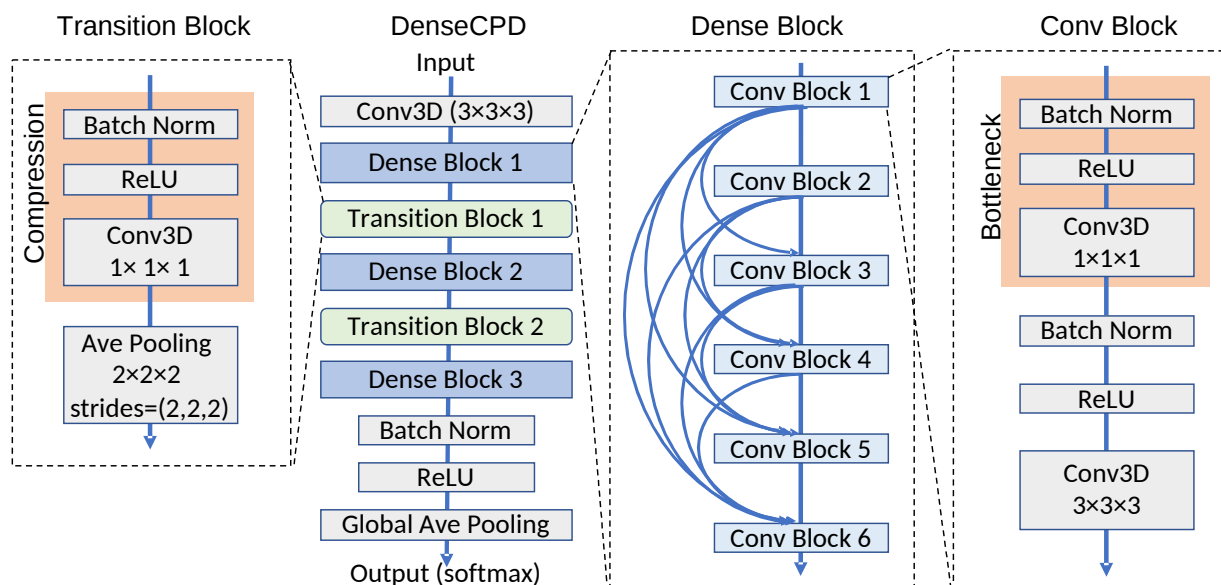 Transition Block
Compression
Batch Norm
ReLU
Conv3D
1× 1× 1
Ave Pooling
2×2×2
strides=(2,2,2)
DenseCPD
Input
Conv3D (3×3×3)
Dense Block 1
Transition Block 1
Dense Block 2
Transition Block 2
Dense Block 3
Batch Norm
ReLU
Global Ave Pooling
Output (softmax)
Dense Block
Conv Block 1
Conv Block 2
Conv Block 3
Conv Block 4
Conv Block 5
Conv Block 6
Conv Block
Bottleneck
Batch Norm
ReLU
Conv3D
1×1×1
Batch Norm
ReLU
Conv3D
3×3×3